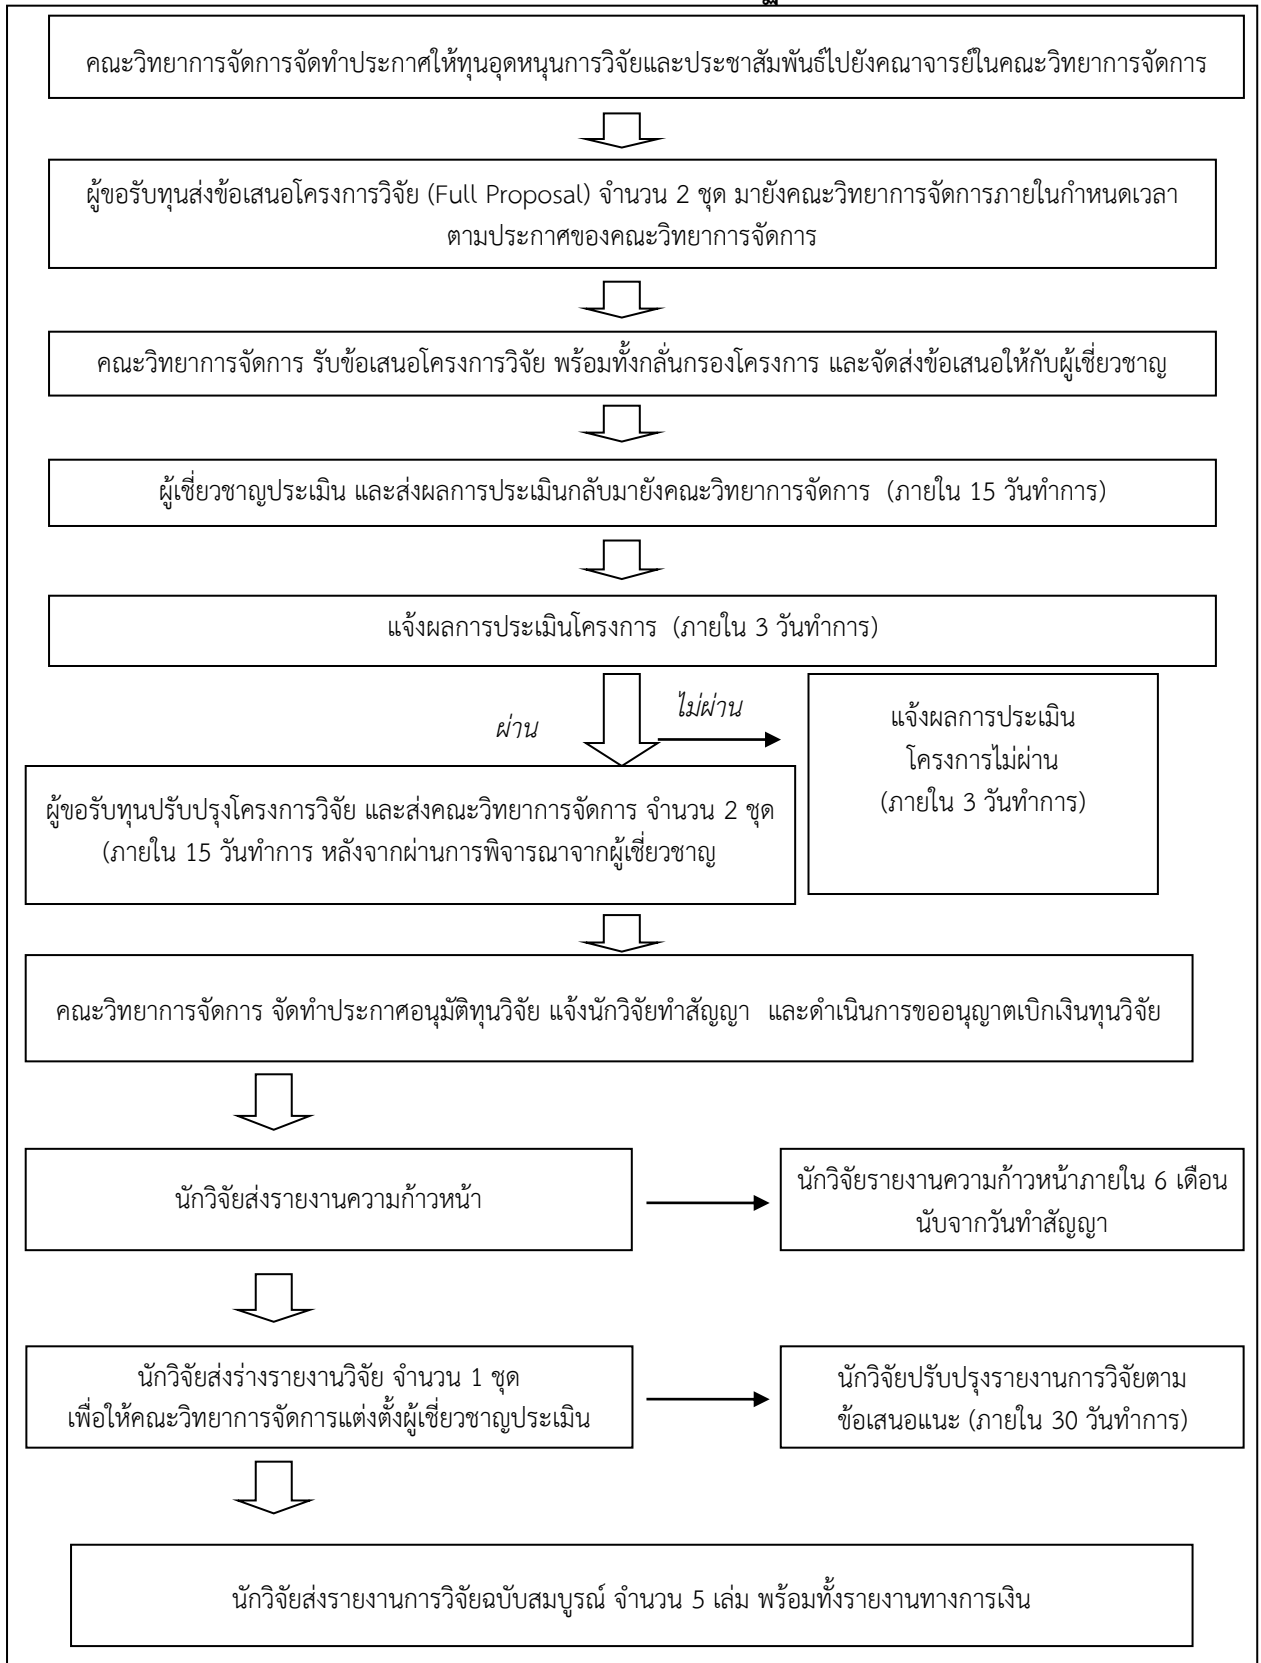 คณะวิทยาการจัดการจัดทำประกาศให้ทุนอุดหนุนการวิจัยและประชาสัมพันธ์ไปยังคณาจารย์ในคณะวิทยาการจัดการ
ผู้ขอรับทุนส่งข้อเสนอโครงการวิจัย (Full Proposal) จำนวน 2 ชุด มายังคณะวิทยาการจัดการภายในกำหนดเวลา
ตามประกาศของคณะวิทยาการจัดการ
คณะวิทยาการจัดการ รับข้อเสนอโครงการวิจัย พร้อมทั้งกลั่นกรองโครงการ และจัดส่งข้อเสนอให้กับผู้เชี่ยวชาญ
ผู้เชี่ยวชาญประเมิน และส่งผลการประเมินกลับมายังคณะวิทยาการจัดการ (ภายใน 15 วันทำการ)
แจ้งผลการประเมินโครงการ (ภายใน 3 วันทำการ)
ผ่าน
ไม่ผ่าน
แจ้งผลการประเมิน
โครงการไม่ผ่าน
(ภายใน 3 วันทำการ)
ผู้ขอรับทุนปรับปรุงโครงการวิจัย และส่งคณะวิทยาการจัดการ จำนวน 2 ชุด
(ภายใน 15 วันทำการ หลังจากผ่านการพิจารณาจากผู้เชี่ยวชาญ
คณะวิทยาการจัดการ จัดทำประกาศอนุมัติทุนวิจัย แจ้งนักวิจัยทำสัญญา และดำเนินการขออนุญาตเบิกเงินทุนวิจัย
นักวิจัยส่งรายงานความก้าวหน้า
นักวิจัยรายงานความก้าวหน้าภายใน 6 เดือน
นับจากวันทำสัญญา
นักวิจัยส่งร่างรายงานวิจัย จำนวน 1 ชุด
เพื่อให้คณะวิทยาการจัดการแต่งตั้งผู้เชี่ยวชาญประเมิน
นักวิจัยปรับปรุงรายงานการวิจัยตาม
ข้อเสนอแนะ (ภายใน 30 วันทำการ)
นักวิจัยส่งรายงานการวิจัยฉบับสมบูรณ์ จำนวน 5 เล่ม พร้อมทั้งรายงานทางการเงิน